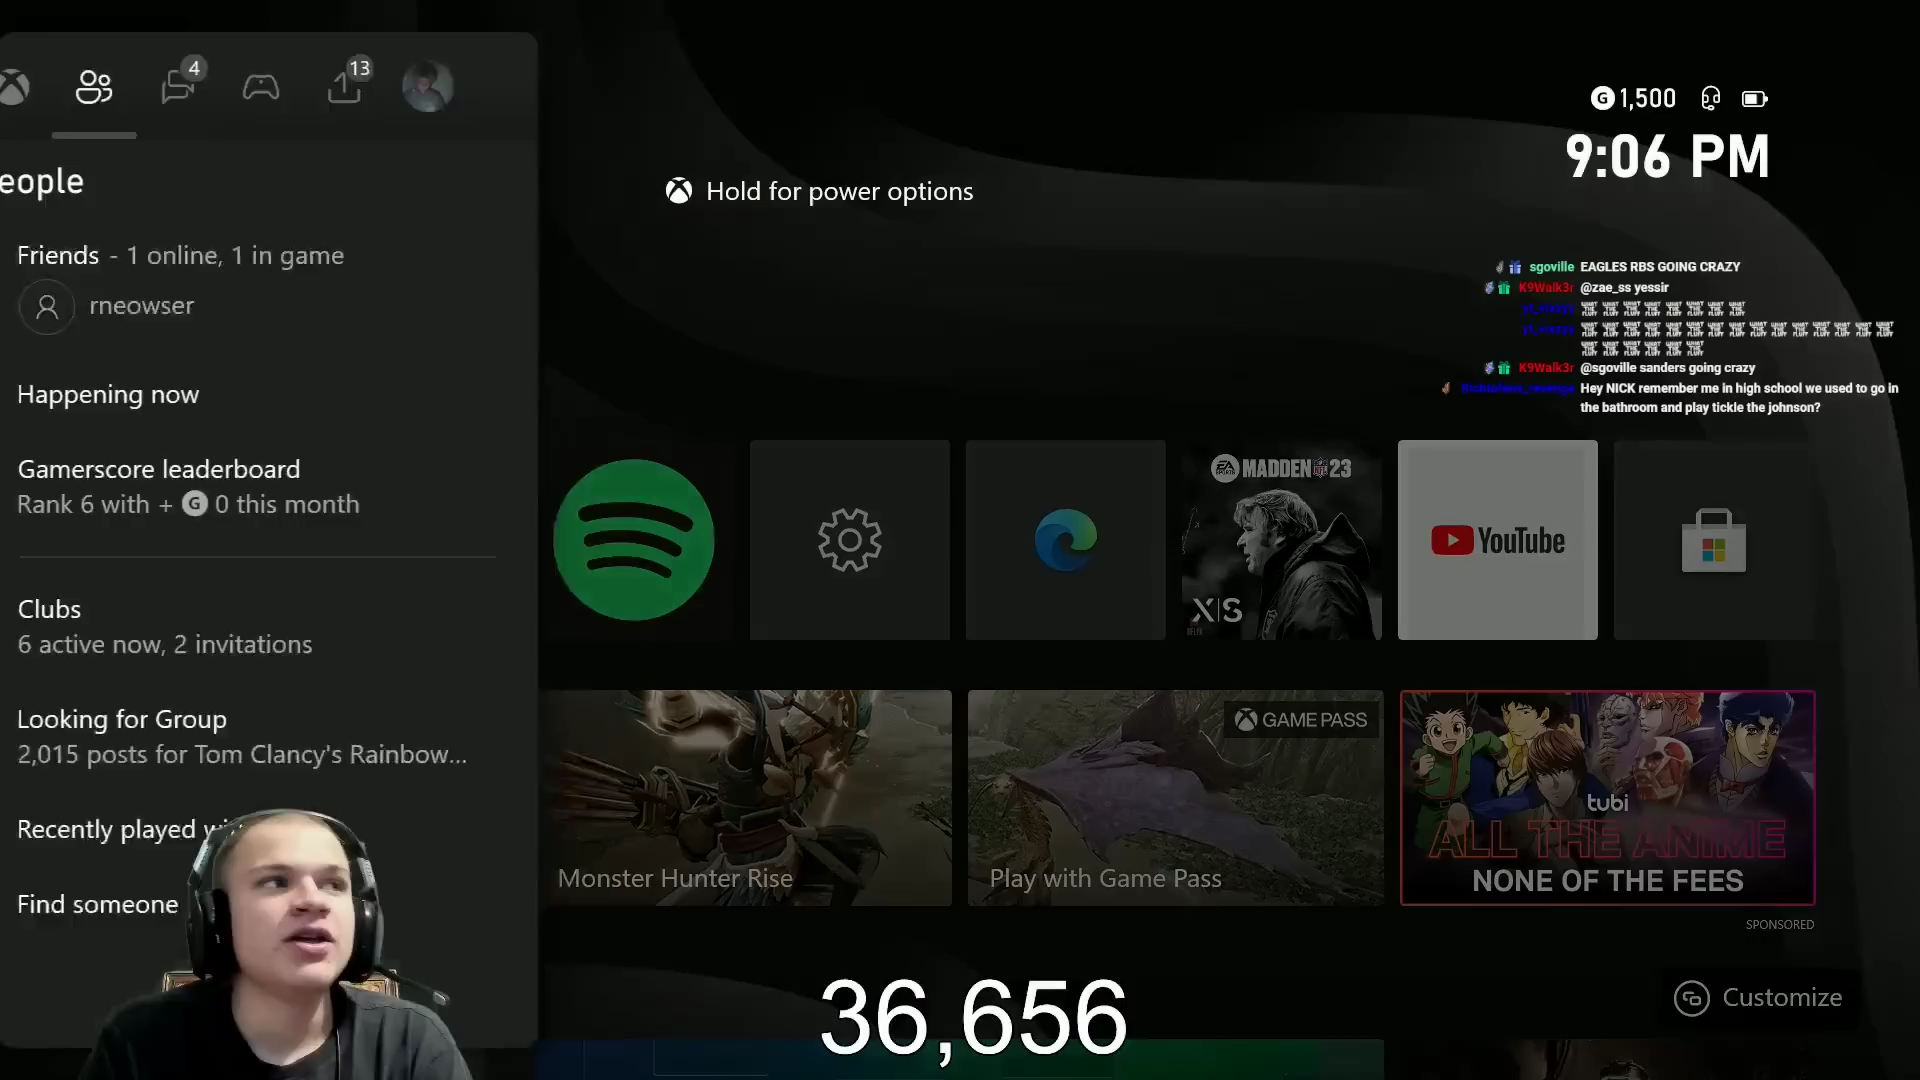 4
13
eople
Friends - 1 online, 1 in game
rneowser
Happening now
Gamerscore leaderboard
Rank 6 with + G 0 this month
Clubs
6 active now, 2 invitations
Looking for Group
2,015 posts for Tom Clancy's Rainbow...
Recently played wi
Find someone
Hold for power options
G 1,500
9:06 PM
sgoville EAGLES RBS GOING CRAZY
K9Walk3r @zae_ss yessir
K9Walk3r @sgoville sanders going crazy
Hey NICK remember me in high school we used to go in
the bathroom and play tickle the johnson?
EA SPORTS MADDEN NFL 23
X|S
YouTube
Monster Hunter Rise
GAME PASS
Play with Game Pass
tubi
ALL THE ANIME
NONE OF THE FEES
SPONSORED
Customize
36,656